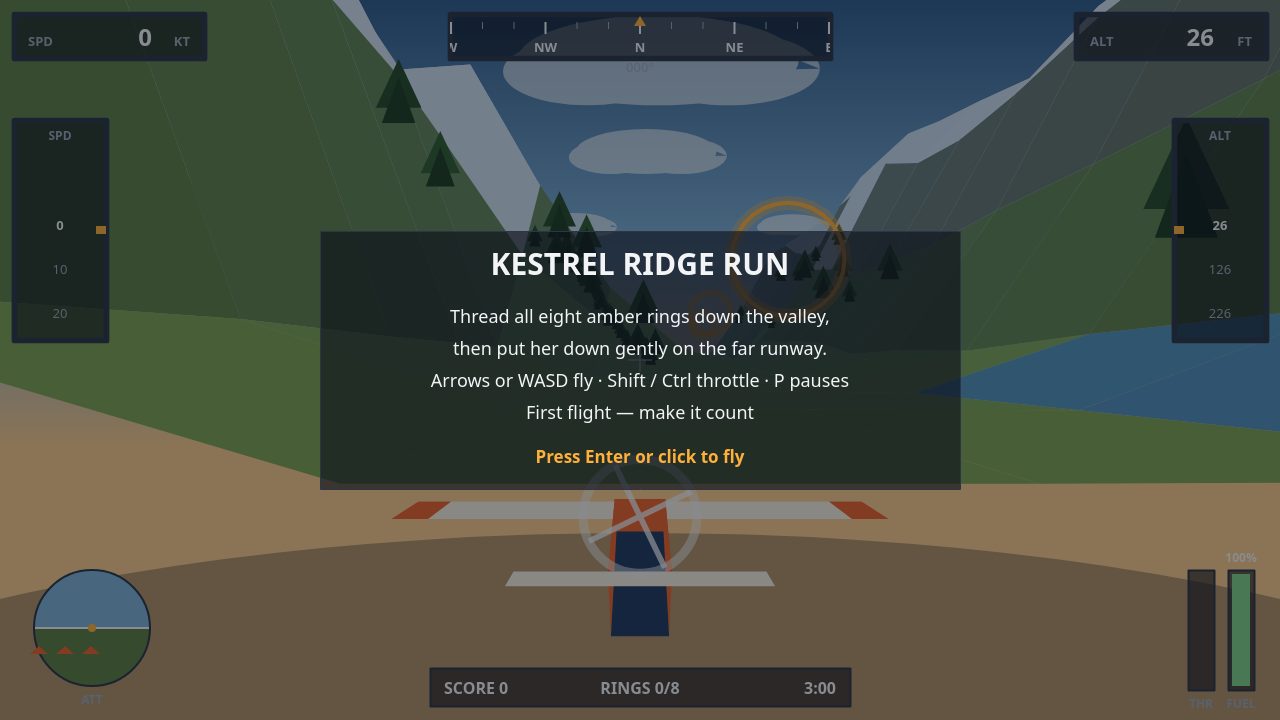 SPD 0 KT
W NW N NE E
000°
ALT 26 FT
SPD
0
10
20
ALT
26
126
226
KESTREL RIDGE RUN
Thread all eight amber rings down the valley,
then put her down gently on the far runway.
Arrows or WASD fly · Shift / Ctrl throttle · P pauses
First flight — make it count
Press Enter or click to fly
100%
ATT
SCORE 0 RINGS 0/8 3:00
THR FUEL